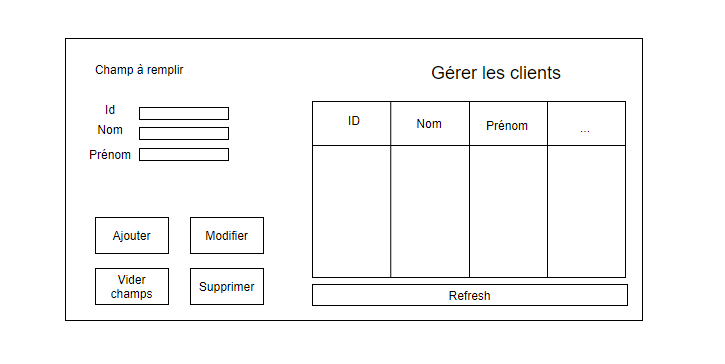 Champ à remplir
Gérer les clients
Id
Nom
Prénom
ID
Nom
Prénom
...
Ajouter
Modifier
Vider
champs
Supprimer
Refresh